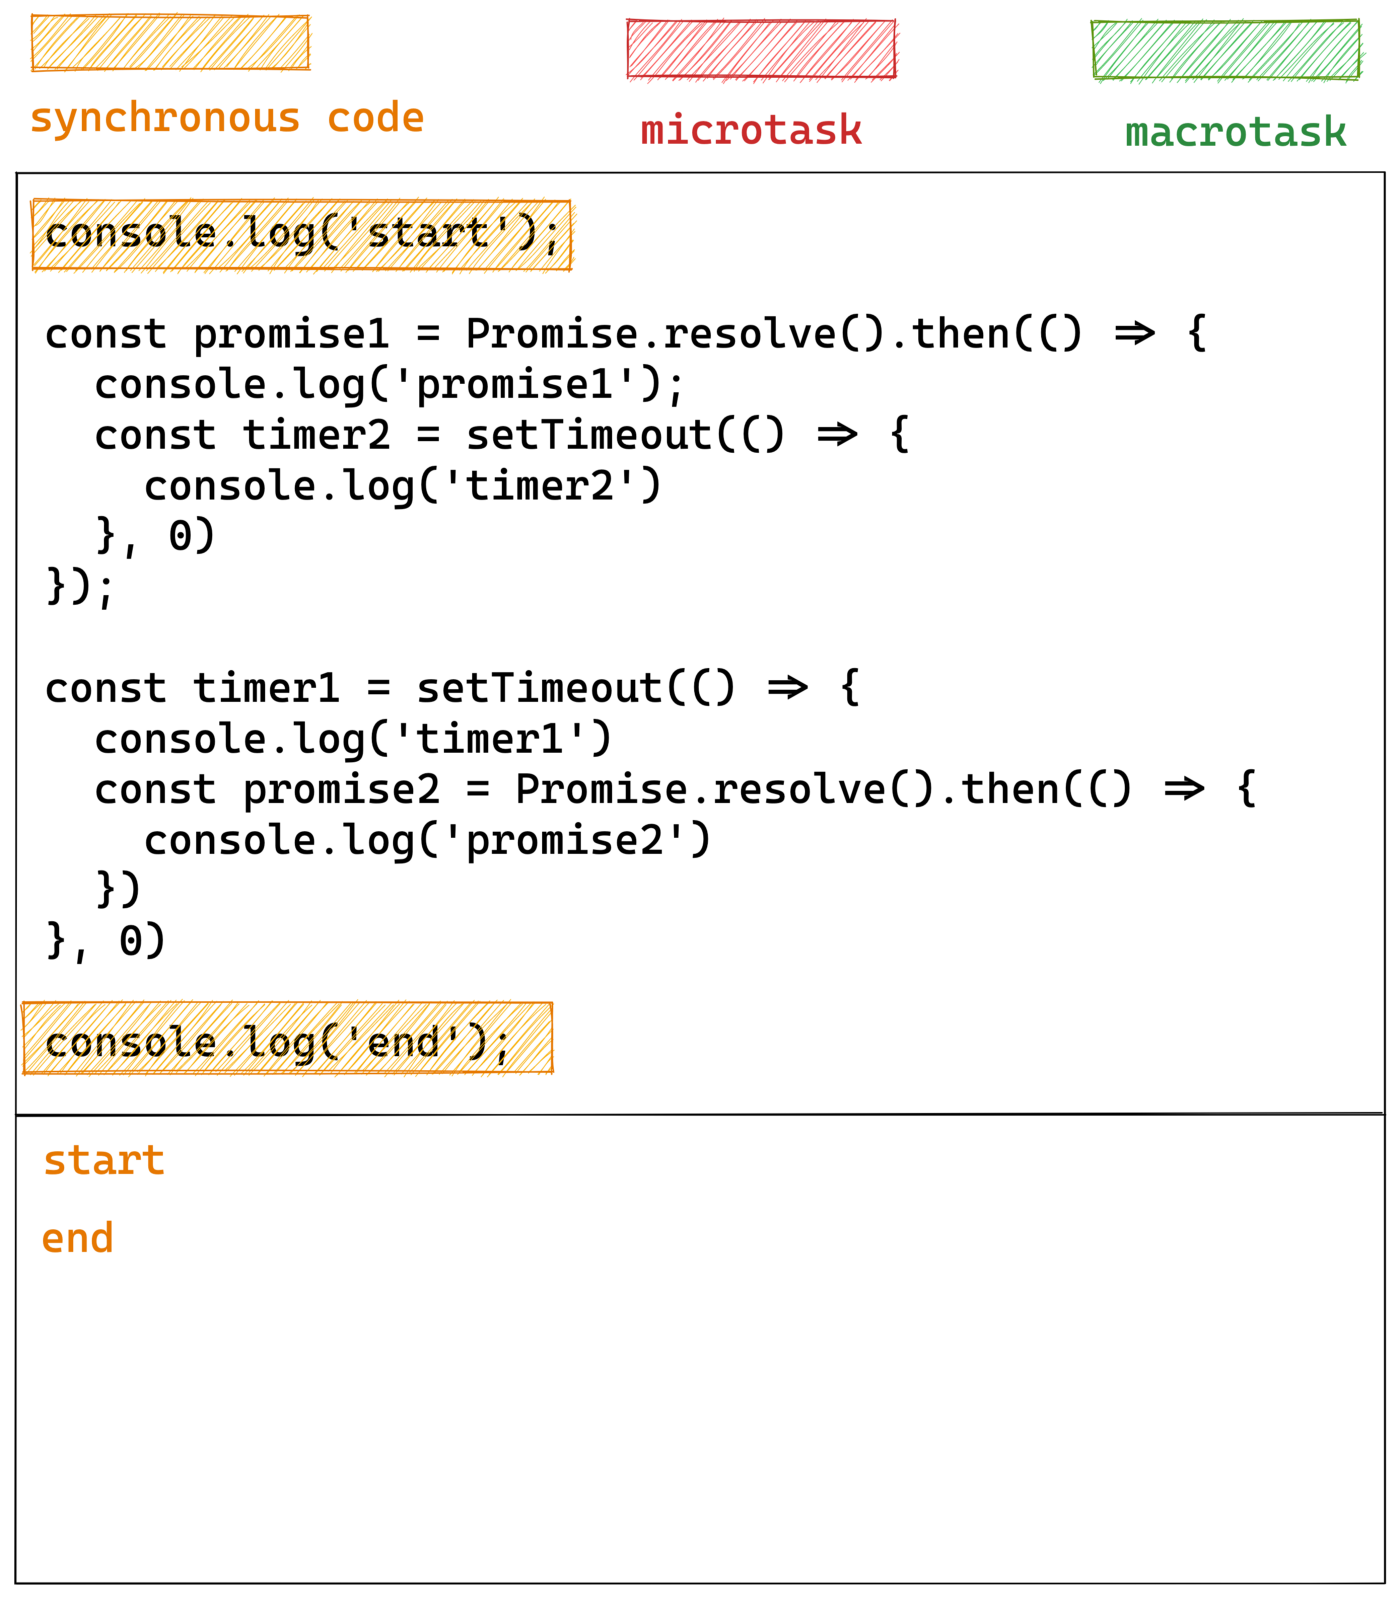 synchronous code
microtask
macrotask
console.log('start');
const promise1 = Promise.resolve().then(() ⇒ {
  console.log('promise1');
  const timer2 = setTimeout(() ⇒ {
    console.log('timer2')
  }, 0)
});
const timer1 = setTimeout(() ⇒ {
  console.log('timer1')
  const promise2 = Promise.resolve().then(() ⇒ {
    console.log('promise2')
  })
}, 0)
console.log('end');
start
end